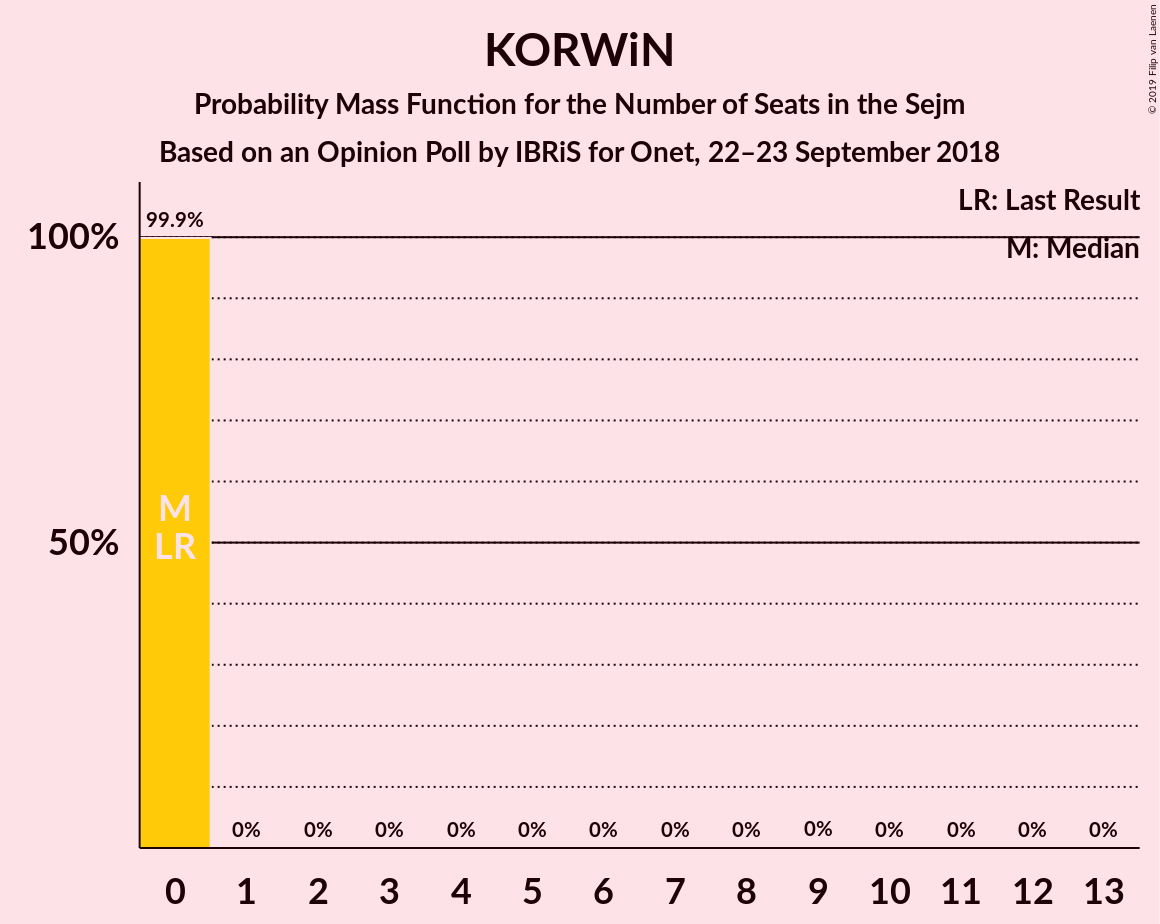 KORWiN
Probability Mass Function for the Number of Seats in the Sejm
Based on an Opinion Poll by IBRiS for Onet, 22–23 September 2018
© 2019 Filip van Laenen
LR: Last Result
M: Median
99.9%
100%
50%
M
LR
0% 0% 0% 0% 0% 0% 0% 0% 0% 0% 0% 0% 0%
0 1 2 3 4 5 6 7 8 9 10 11 12 13